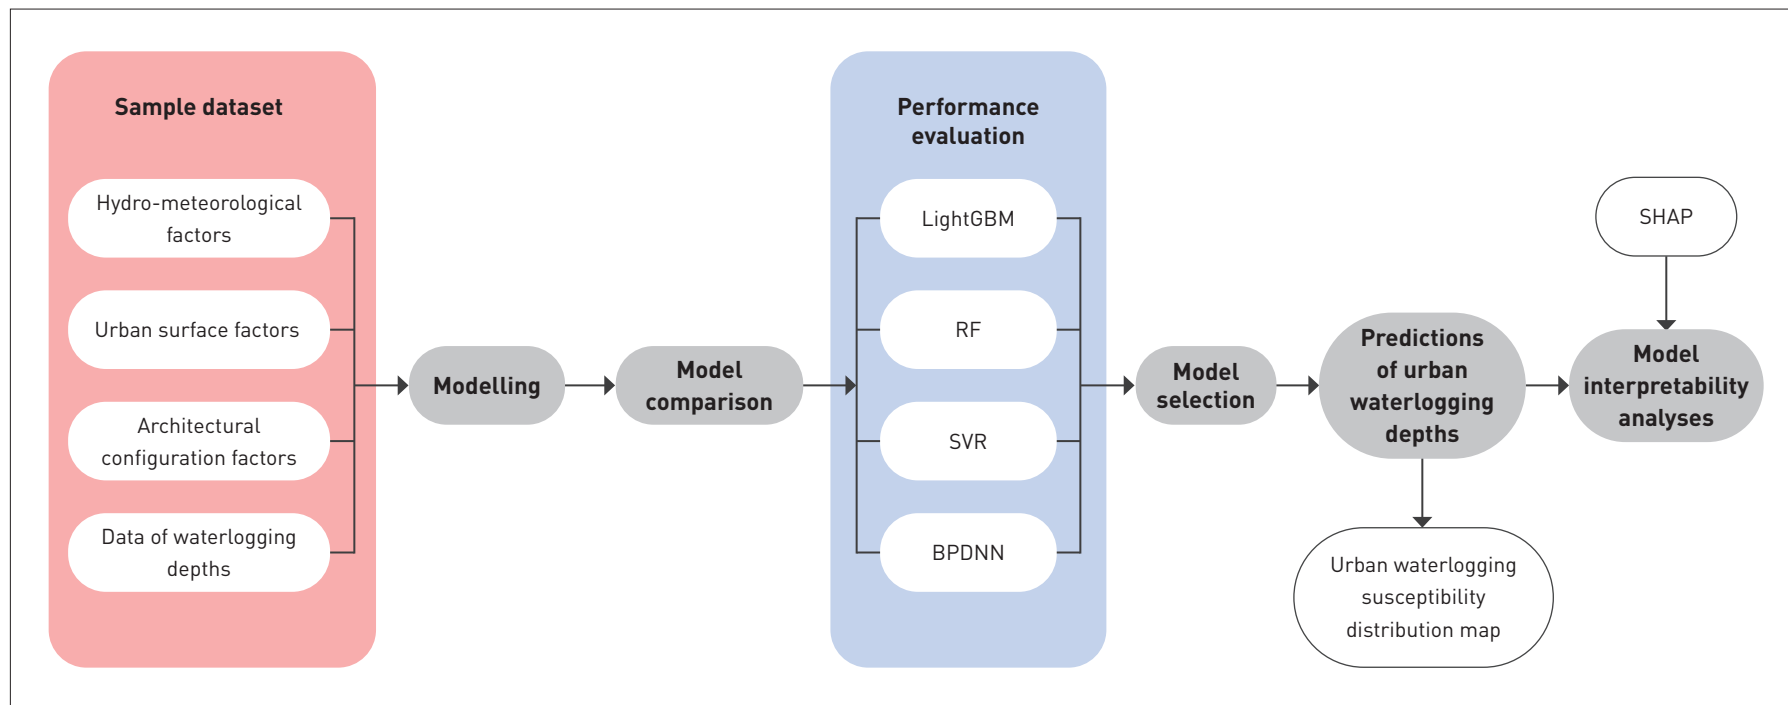 Sample dataset
Hydro-meteorological
factors
Urban surface factors
Architectural
configuration factors
Data of waterlogging
depths
Modelling
Model
comparison
Performance
evaluation
LightGBM
RF
SVR
BPDNN
Model
selection
Predictions
of urban
waterlogging
depths
Urban waterlogging
susceptibility
distribution map
SHAP
Model
interpretability
analyses